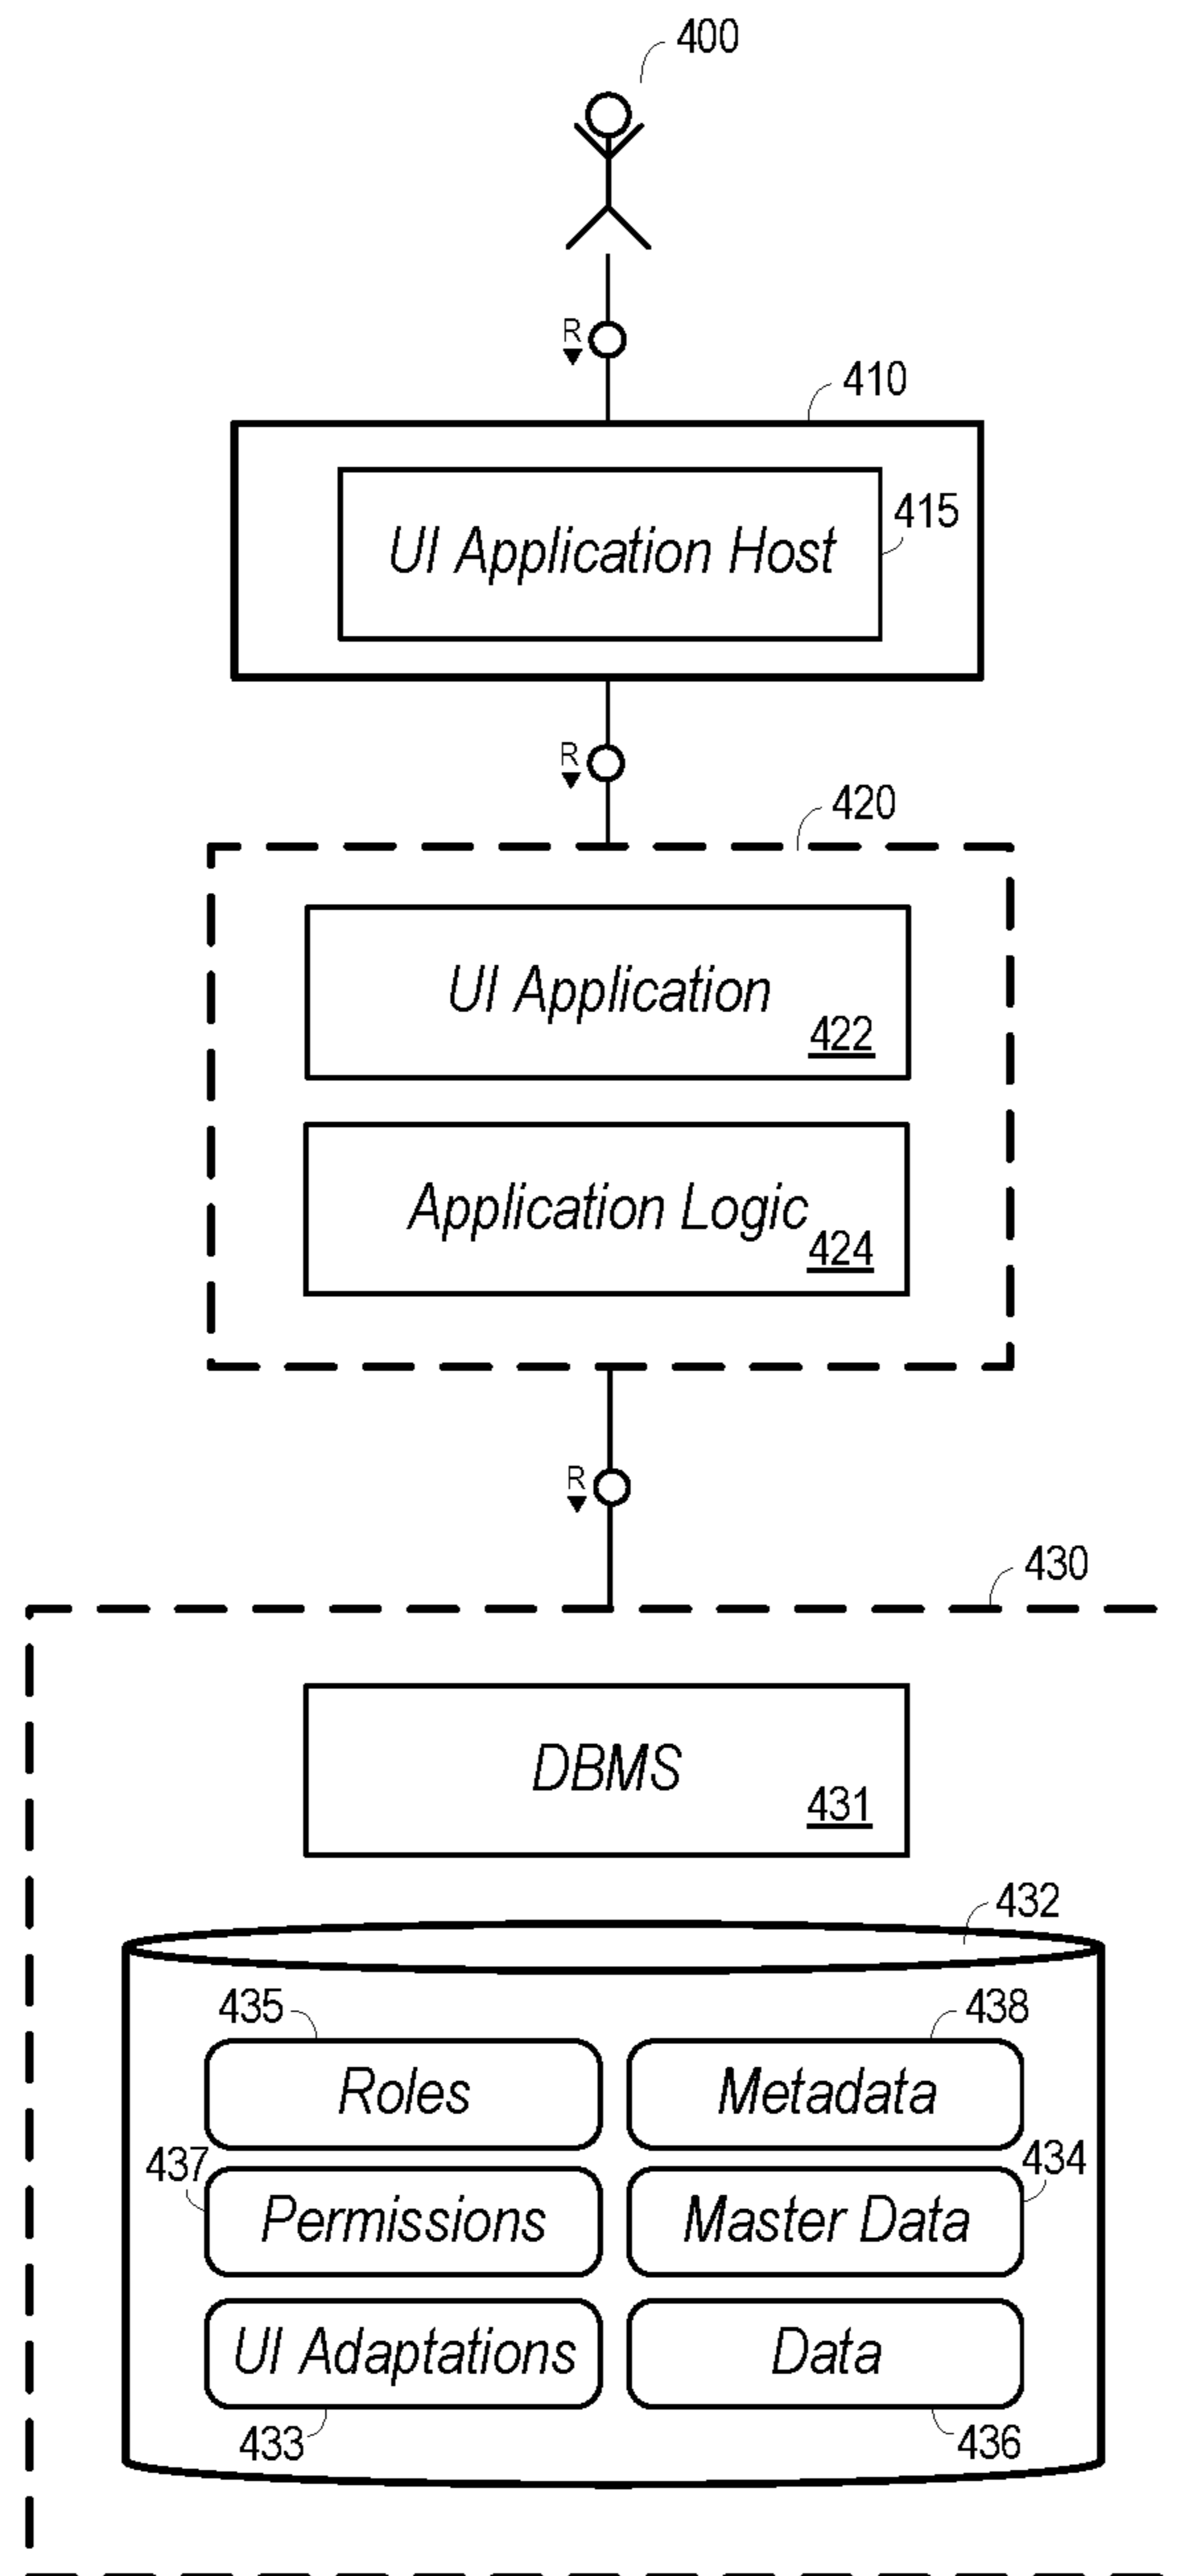 400
R
410
UI Application Host
415
R
420
UI Application
422
Application Logic
424
R
430
DBMS
431
432
435
438
Roles
Metadata
437
434
Permissions
Master Data
UI Adaptations
Data
433
436